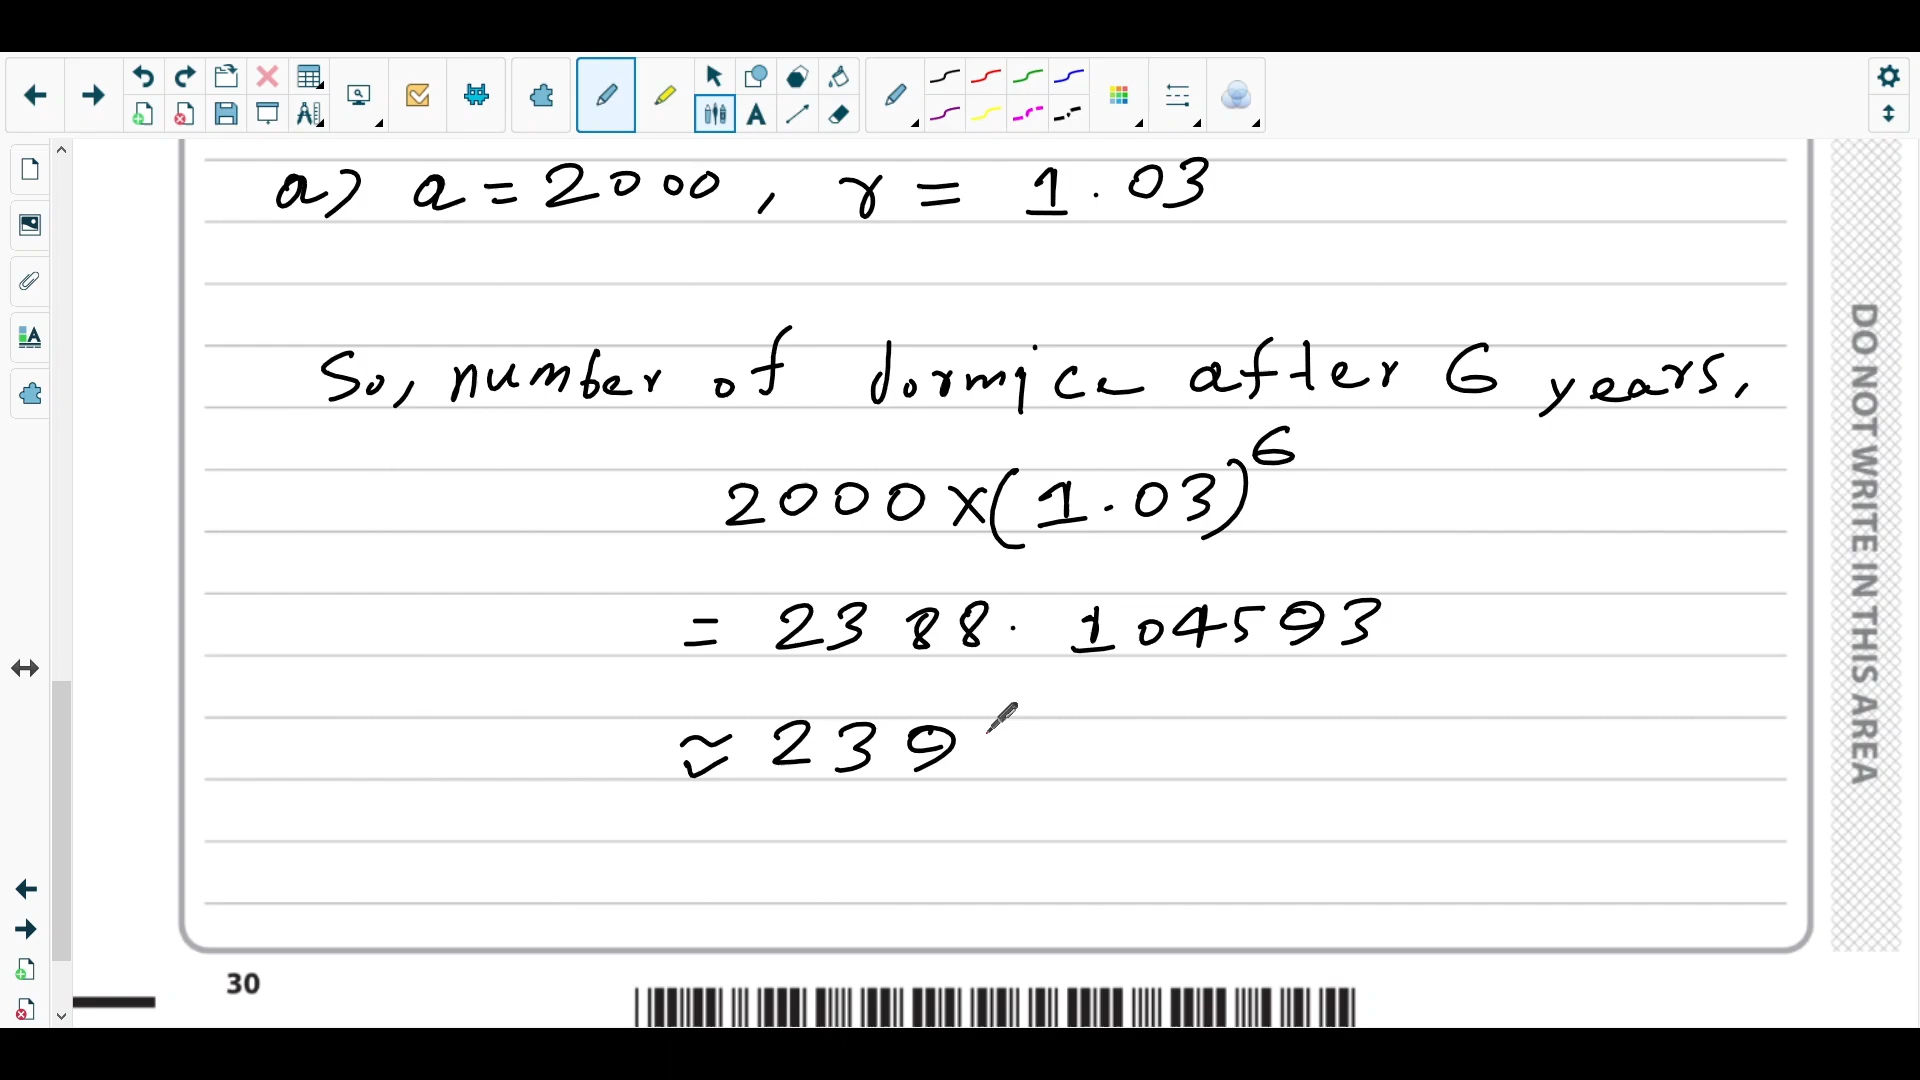 a) a = 2000 , r = 1.03
So, number of dormice after 6 years,
2000 × (1.03)^6
= 2388.104593
≈ 239
30
DO NOT WRITE IN THIS AREA